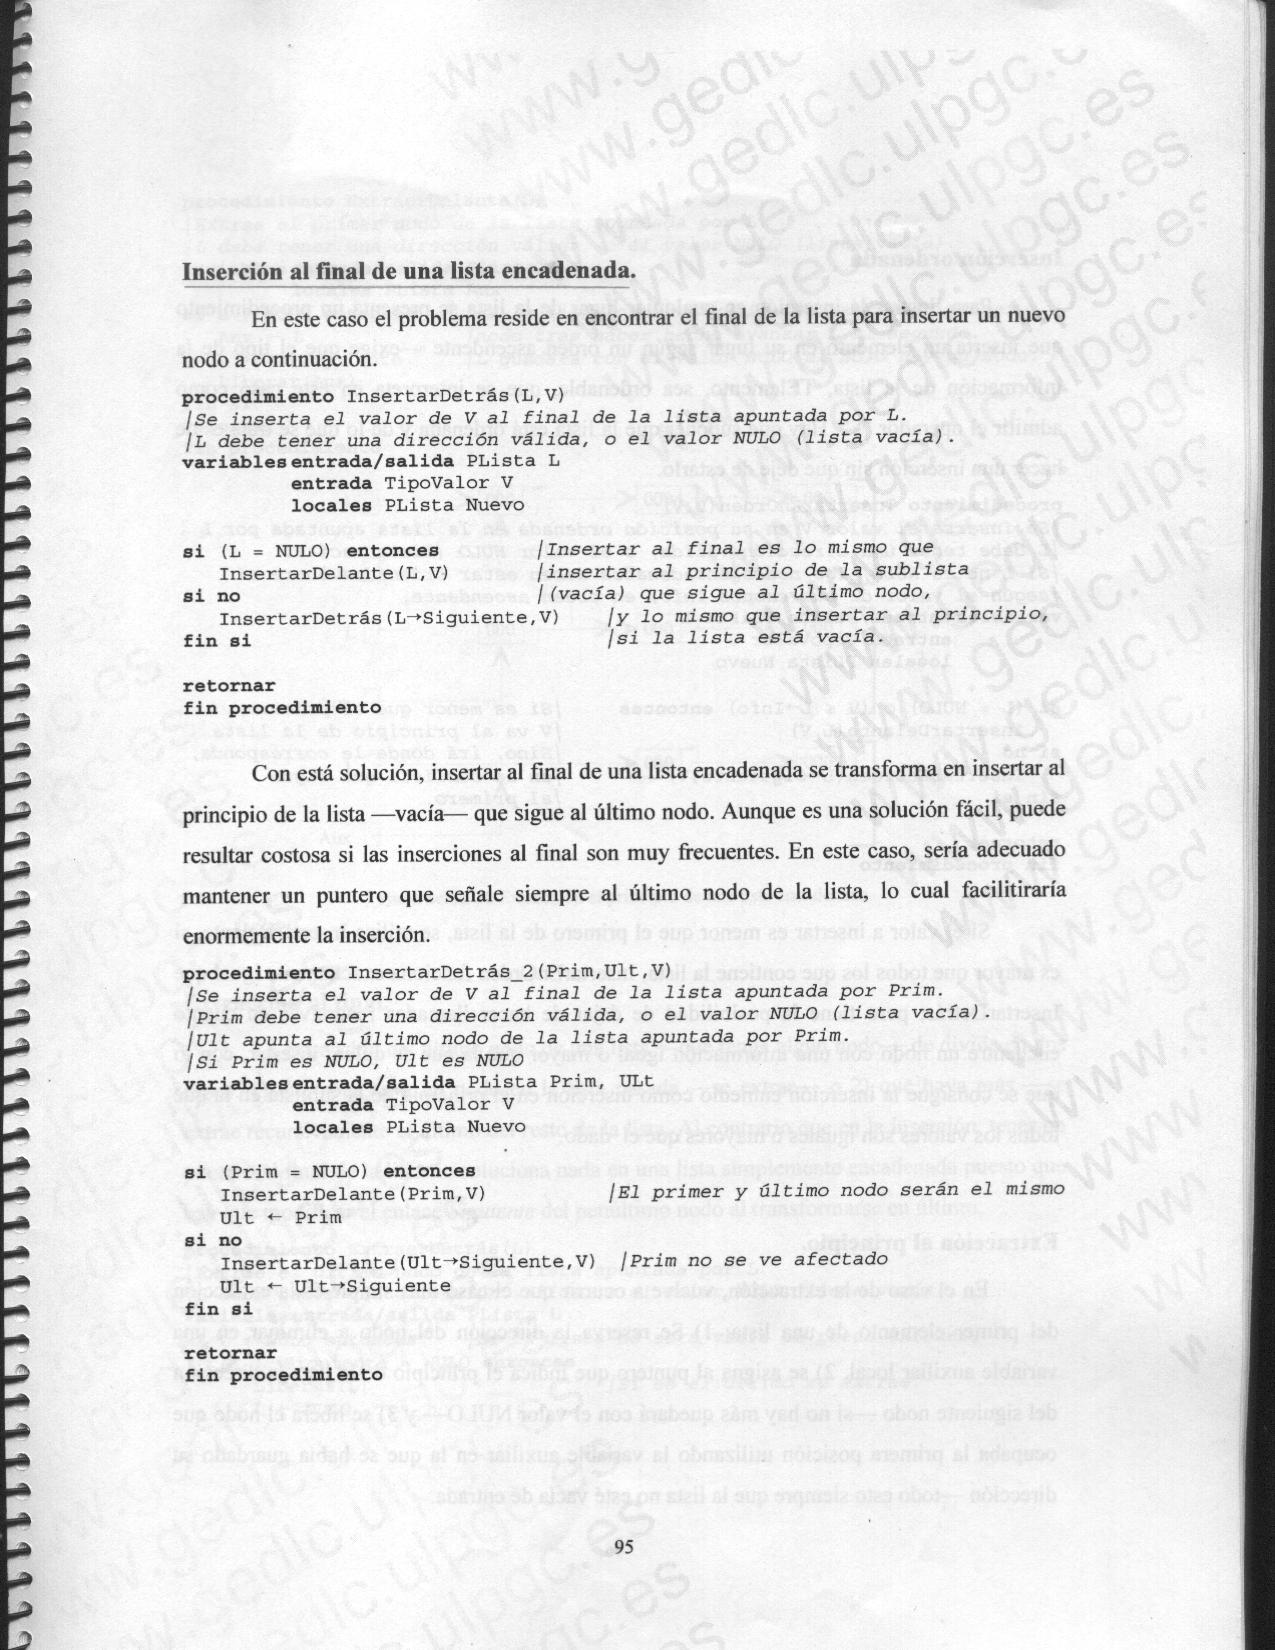 Inserción al final de una lista encadenada.
En este caso el problema reside en encontrar el final de la lista para insertar un nuevo
nodo a continuación.
procedimiento InsertarDetrás(L,V)
|Se inserta el valor de V al final de la lista apuntada por L.
|L debe tener una dirección válida, o el valor NULO (lista vacía).
variables entrada/salida PLista L
entrada TipoValor V
locales PLista Nuevo
si (L = NULO) entonces |Insertar al final es lo mismo que
InsertarDelante(L,V) |insertar al principio de la sublista
si no |(vacía) que sigue al último nodo,
InsertarDetrás(L→Siguiente,V) |y lo mismo que insertar al principio,
fin si |si la lista está vacía.
retornar
fin procedimiento
Con está solución, insertar al final de una lista encadenada se transforma en insertar al
principio de la lista —vacía— que sigue al último nodo. Aunque es una solución fácil, puede
resultar costosa si las inserciones al final son muy frecuentes. En este caso, sería adecuado
mantener un puntero que señale siempre al último nodo de la lista, lo cual facilitiraría
enormemente la inserción.
procedimiento InsertarDetrás_2(Prim,Ult,V)
|Se inserta el valor de V al final de la lista apuntada por Prim.
|Prim debe tener una dirección válida, o el valor NULO (lista vacía).
|Ult apunta al último nodo de la lista apuntada por Prim.
|Si Prim es NULO, Ult es NULO
variables entrada/salida PLista Prim, ULt
entrada TipoValor V
locales PLista Nuevo
si (Prim = NULO) entonces
InsertarDelante(Prim,V) |El primer y último nodo serán el mismo
Ult ← Prim
si no
InsertarDelante(Ult→Siguiente,V) |Prim no se ve afectado
Ult ← Ult→Siguiente
fin si
retornar
fin procedimiento
95
www.gedlc.ulpgc.es